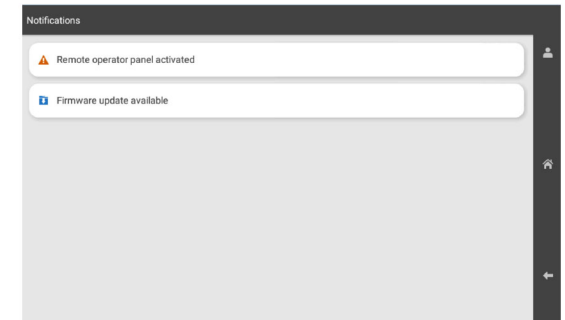 Notifications
Remote operator panel activated
Firmware update available